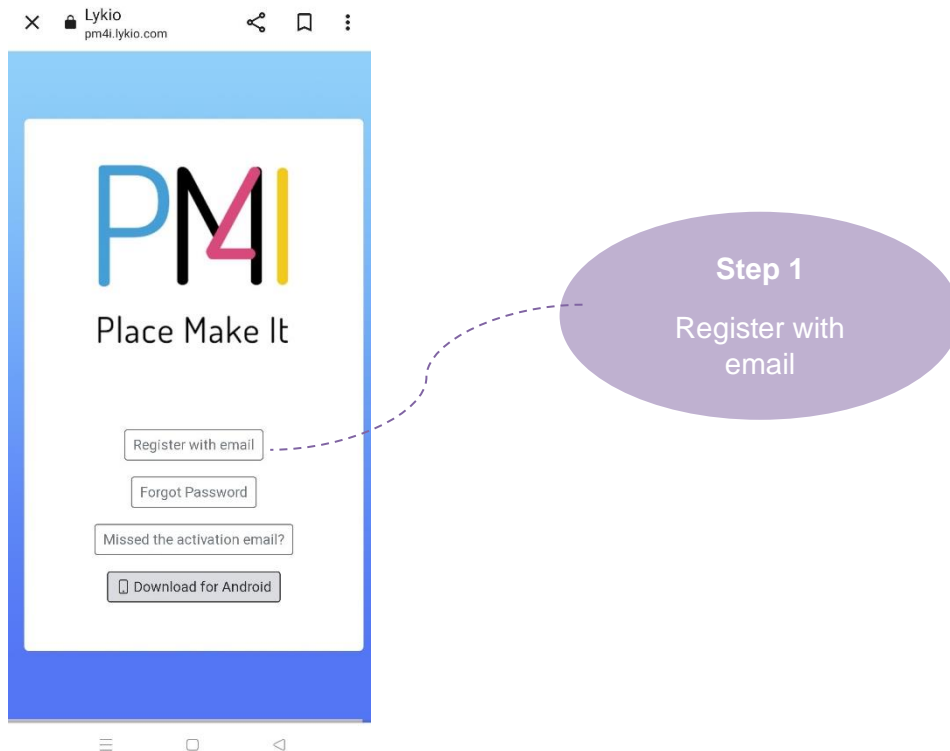 Lykio
pm4i.lykio.com
PM4I
Place Make It
Register with email
Forgot Password
Missed the activation email?
Download for Android
Step 1
Register with
email